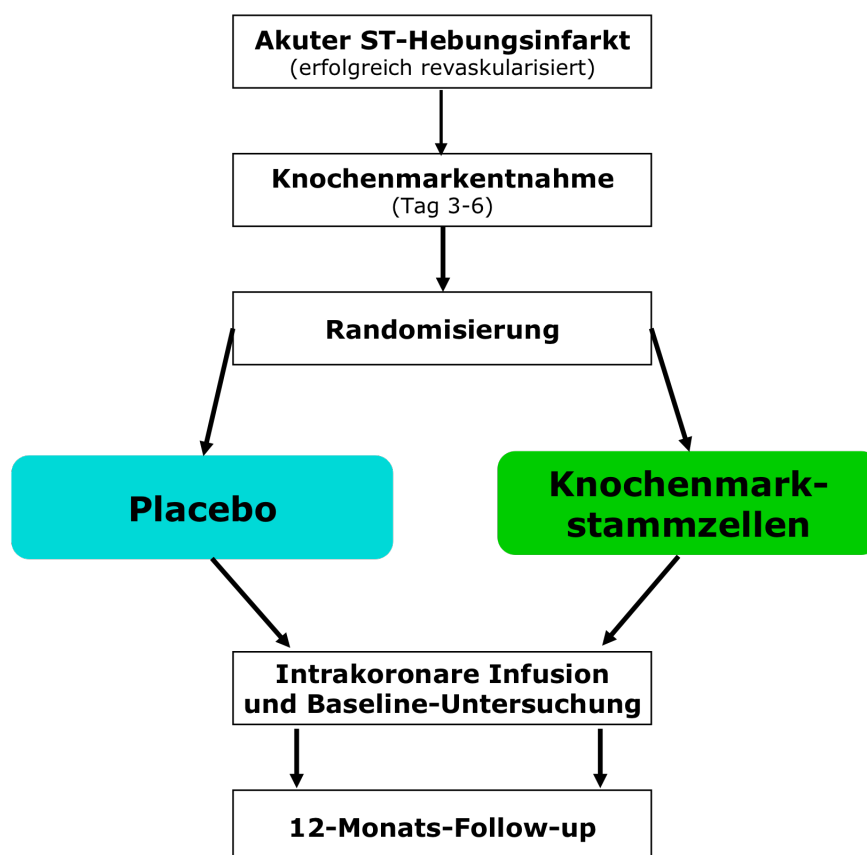 Akuter ST-Hebungsinfarkt
(erfolgreich revaskularisiert)
Knochenmarkentnahme
(Tag 3-6)
Randomisierung
Placebo
Knochenmark-
stammzellen
Intrakoronare Infusion
und Baseline-Untersuchung
12-Monats-Follow-up